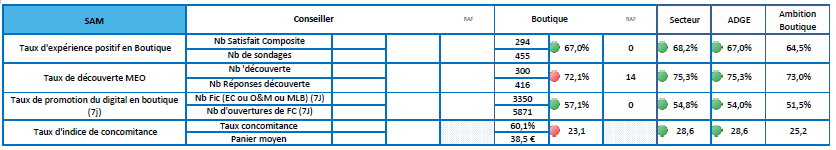 SAM Conseiller RAF Boutique RAF Secteur ADGE Ambition Boutique
Taux d'expérience positif en Boutique
Nb Satisfait Composite 294
Nb de sondages 455
67,0% 0 68,2% 67,0% 64,5%
Taux de découverte MEO
Nb 'découverte 300
Nb Réponses découverte 416
72,1% 14 75,3% 75,3% 73,0%
Taux de promotion du digital en boutique (7j)
Nb Fic (EC ou O&M ou MLB) (7J) 3350
Nb d'ouvertures de FC (7J) 5871
57,1% 0 54,8% 54,0% 51,5%
Taux d'indice de concomitance
Taux concomitance 60,1%
Panier moyen 38,5 €
23,1 28,6 28,6 25,2